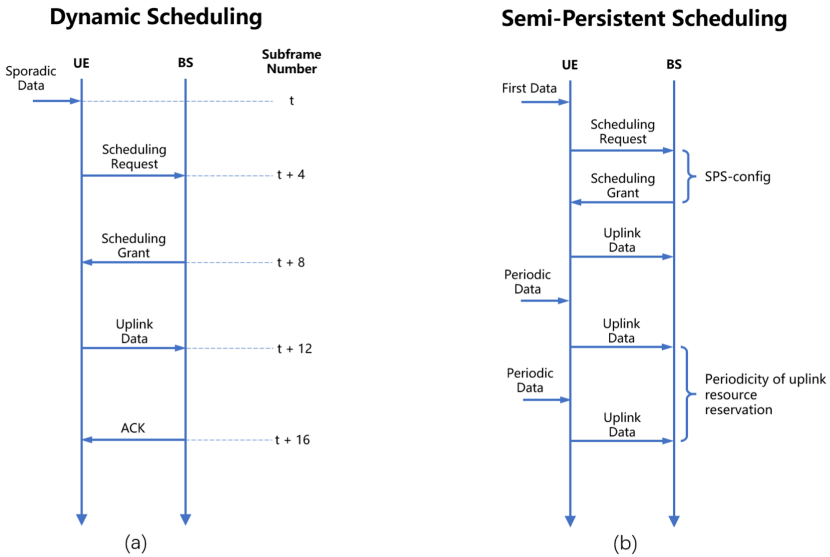 Dynamic Scheduling
UE
BS
Subframe
Number
Sporadic
Data
t
Scheduling
Request
t + 4
Scheduling
Grant
t + 8
Uplink
Data
t + 12
ACK
t + 16
(a)
Semi-Persistent Scheduling
UE
BS
First Data
Scheduling
Request
Scheduling
Grant
SPS-config
Uplink
Data
Periodic
Data
Uplink
Data
Periodic
Data
Periodicity of uplink
resource
reservation
Uplink
Data
(b)